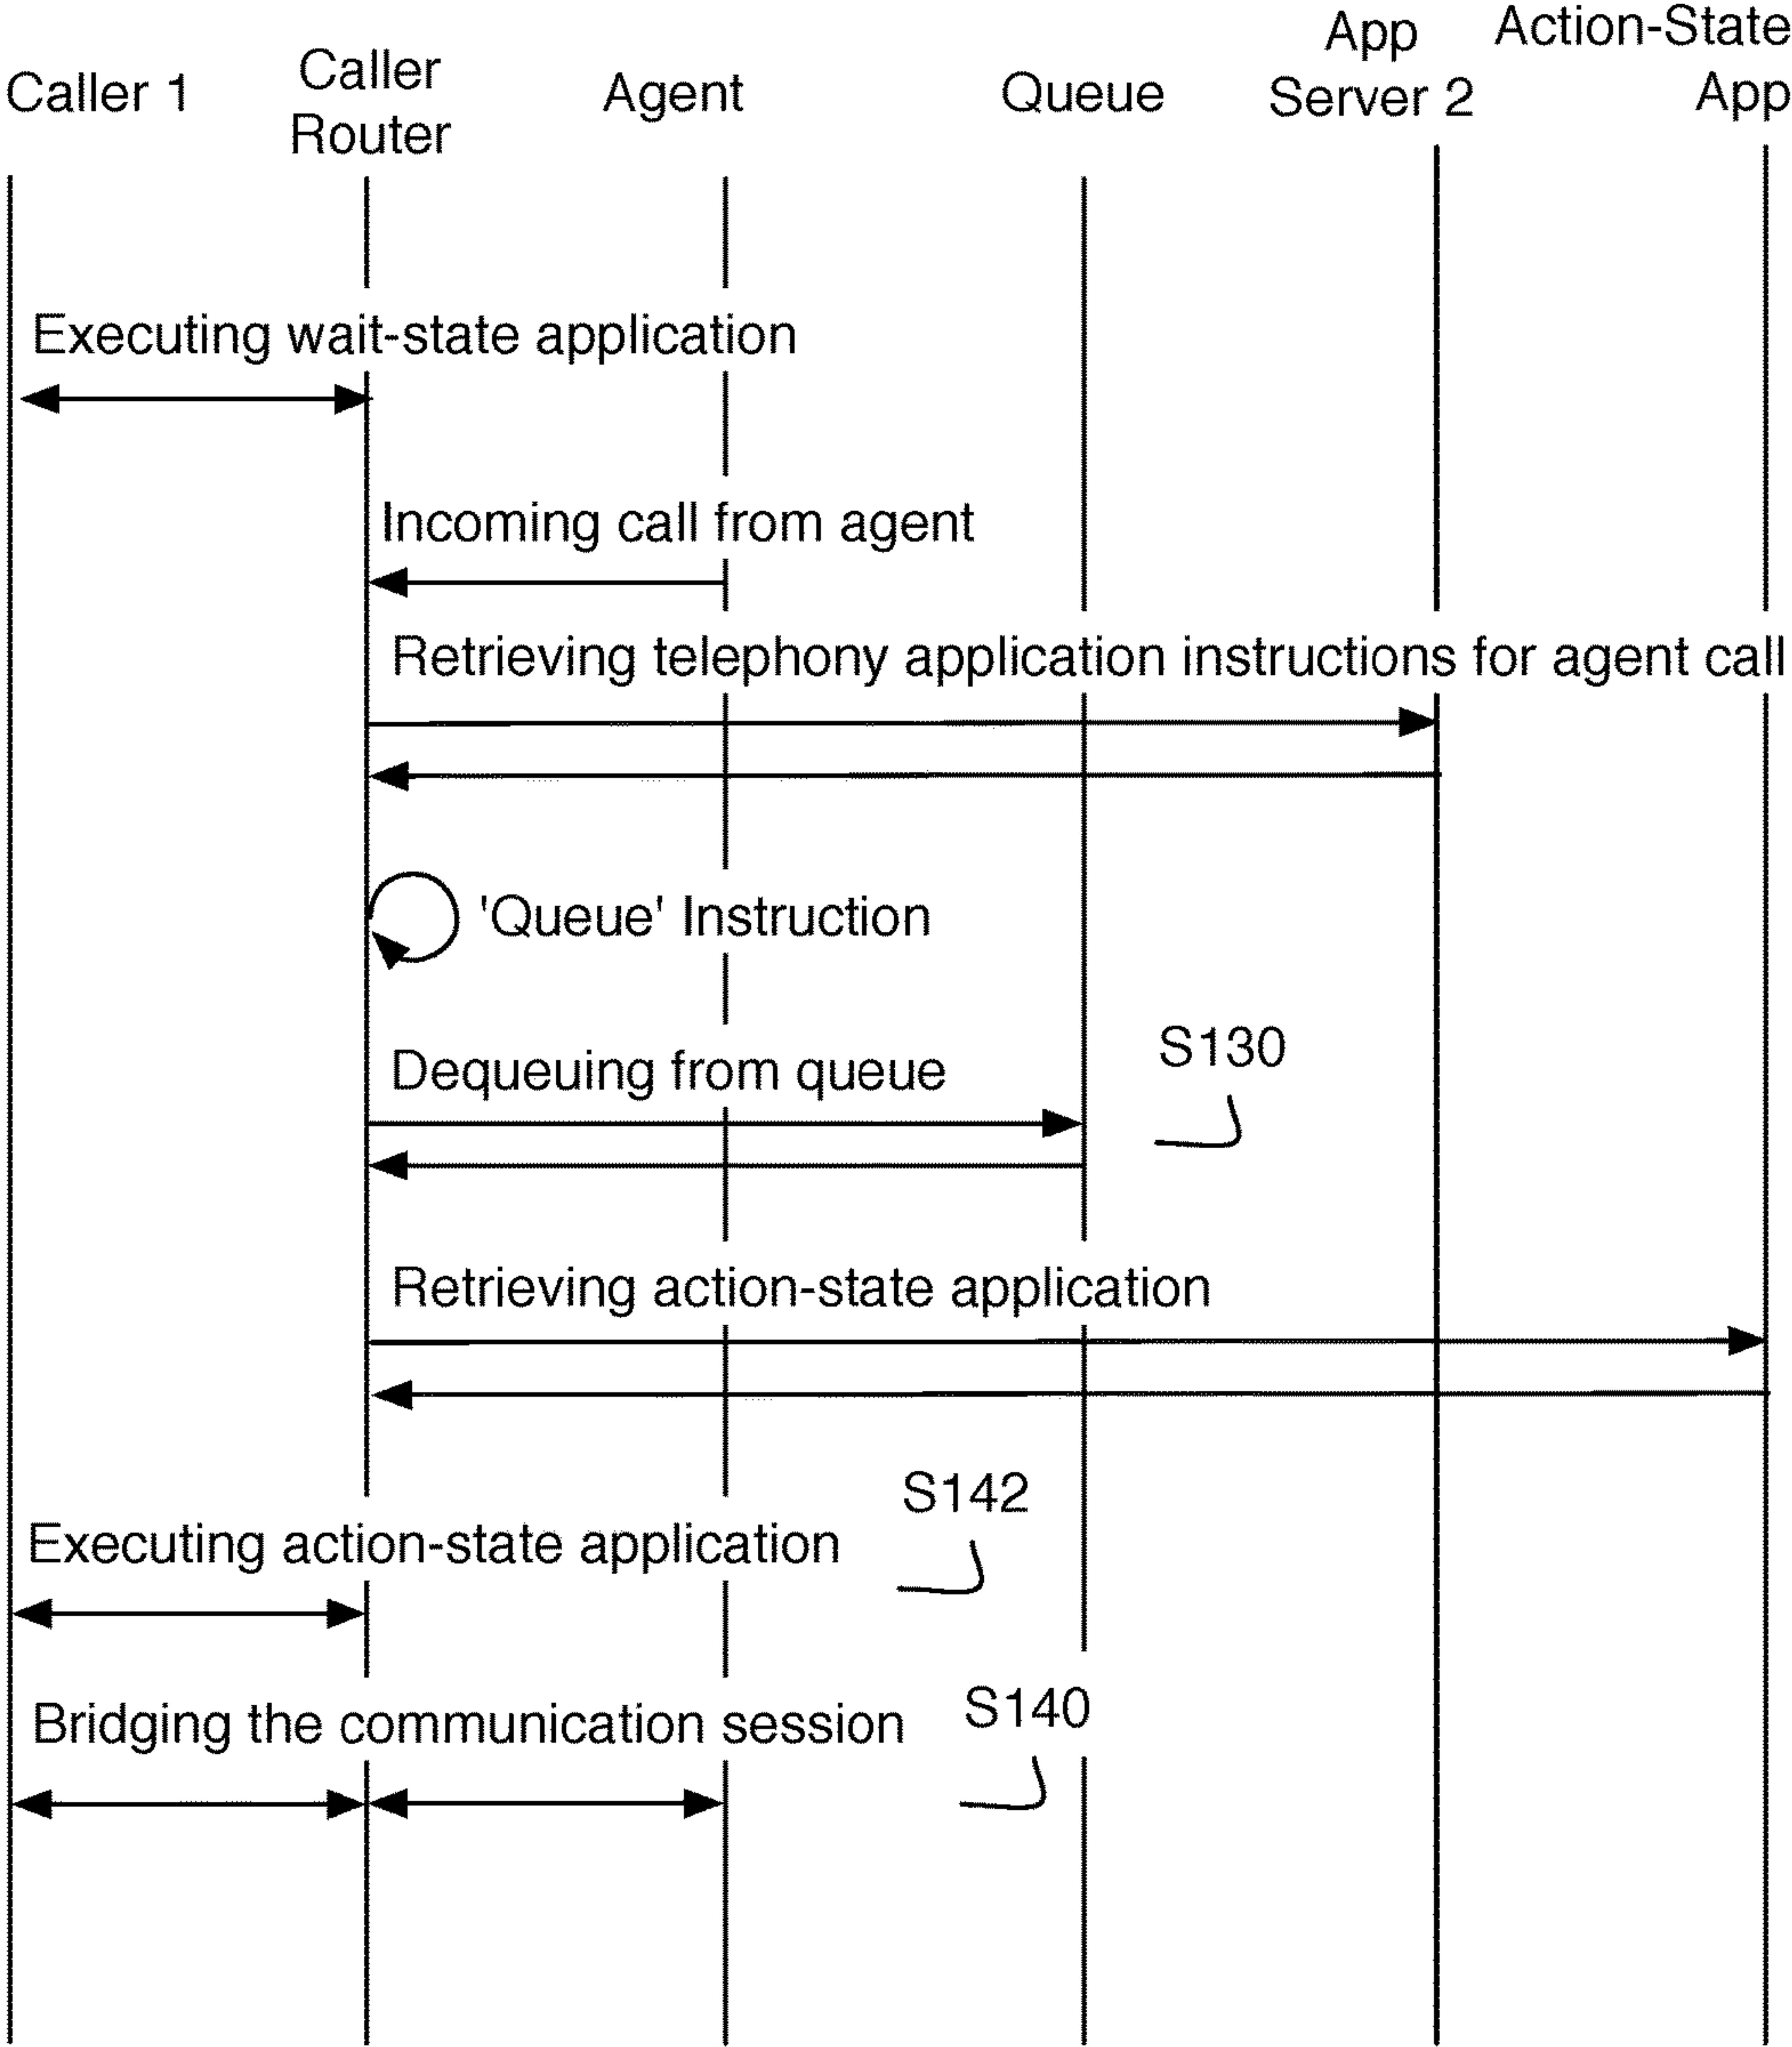 Caller 1
Caller
Router
Agent
Queue
App
Server 2
Action-State
App
Executing wait-state application
Incoming call from agent
Retrieving telephony application instructions for agent call
'Queue' Instruction
Dequeuing from queue
S130
Retrieving action-state application
S142
Executing action-state application
Bridging the communication session
S140